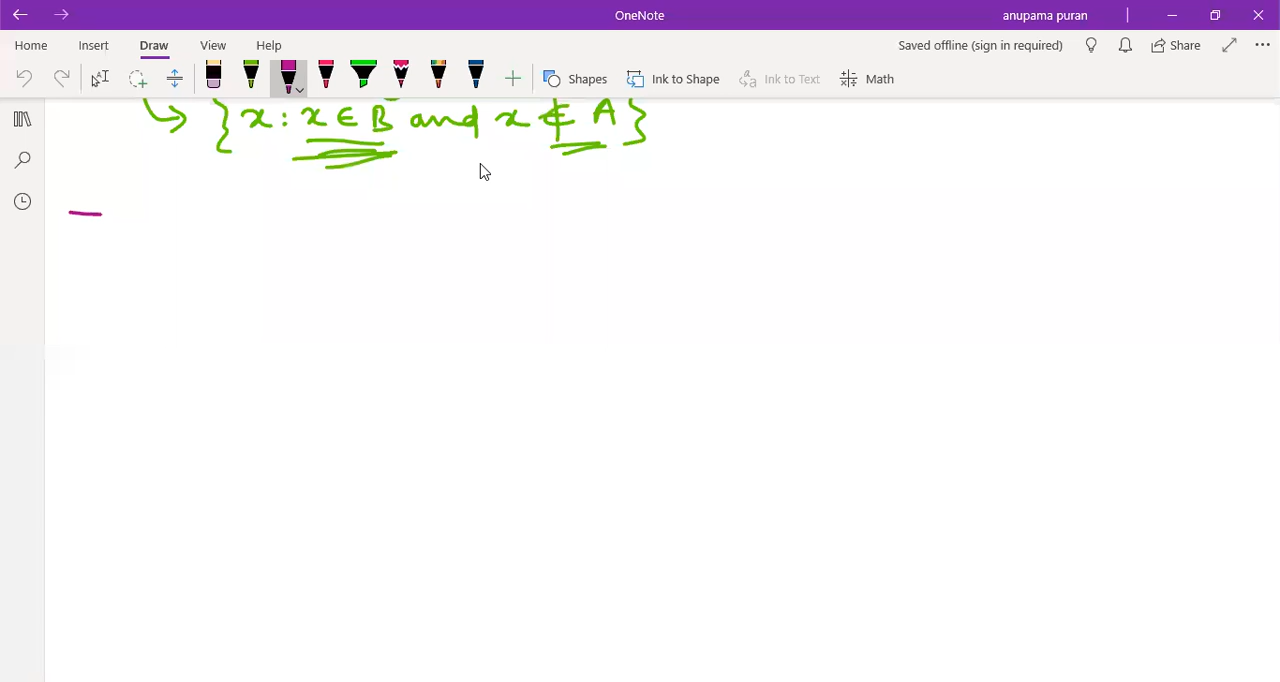 OneNote
anupama puran
Home Insert Draw View Help
Saved offline (sign in required) Share
Shapes Ink to Shape Ink to Text Math
{x : x ∈ B and x ∉ A}